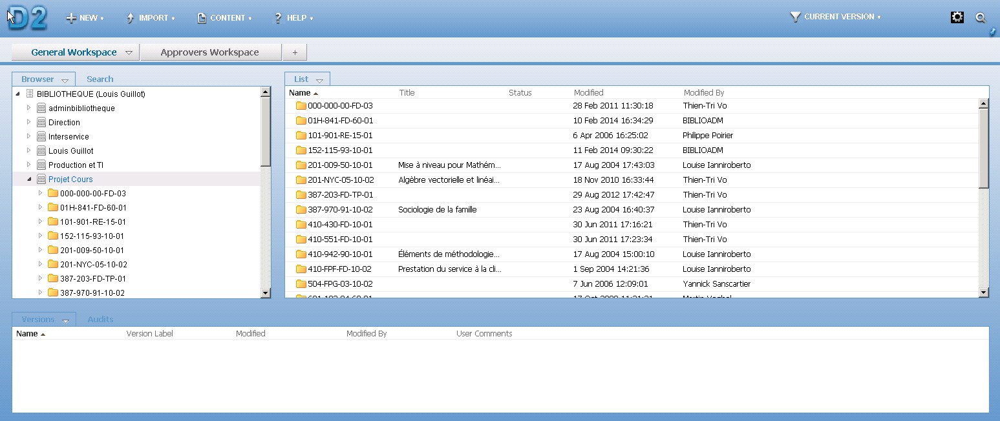 D2 NEW IMPORT CONTENT ? HELP CURRENT VERSION
General Workspace Approvers Workspace +
Browser Search
BIBLIOTHEQUE (Louis Guillot)
adminbibliotheque
Direction
Interservice
Louis Guillot
Production et TI
Projet Cours
000-000-00-FD-03
01H-841-FD-60-01
101-901-RE-15-01
152-115-93-10-01
201-009-50-10-01
201-NYC-05-10-02
387-203-FD-TP-01
387-970-91-10-02
List
Name Title Status Modified Modified By
000-000-00-FD-03 28 Feb 2011 11:30:18 Thien-Tri Vo
01H-841-FD-60-01 10 Feb 2014 16:34:29 BIBLIOADM
101-901-RE-15-01 6 Apr 2006 16:25:02 Philippe Poirier
152-115-93-10-01 11 Feb 2014 09:30:22 BIBLIOADM
201-009-50-10-01 Mise à niveau pour Mathém... 17 Aug 2004 17:43:03 Louise Ianniroberto
201-NYC-05-10-02 Algèbre vectorielle et linéai... 18 Nov 2010 16:33:44 Thien-Tri Vo
387-203-FD-TP-01 29 Aug 2012 17:42:47 Thien-Tri Vo
387-970-91-10-02 Sociologie de la famille 23 Aug 2004 16:40:37 Louise Ianniroberto
410-430-FD-10-01 30 Jun 2011 17:16:21 Thien-Tri Vo
410-551-FD-10-01 30 Jun 2011 17:23:34 Thien-Tri Vo
410-942-90-10-01 Éléments de méthodologie... 17 Aug 2004 15:00:10 Louise Ianniroberto
410-FPF-FD-10-02 Prestation du service à la cli... 1 Sep 2004 14:21:36 Louise Ianniroberto
504-FPG-03-10-02 7 Jun 2006 12:09:01 Yannick Sanscartier
Versions Audits
Name Version Label Modified Modified By User Comments